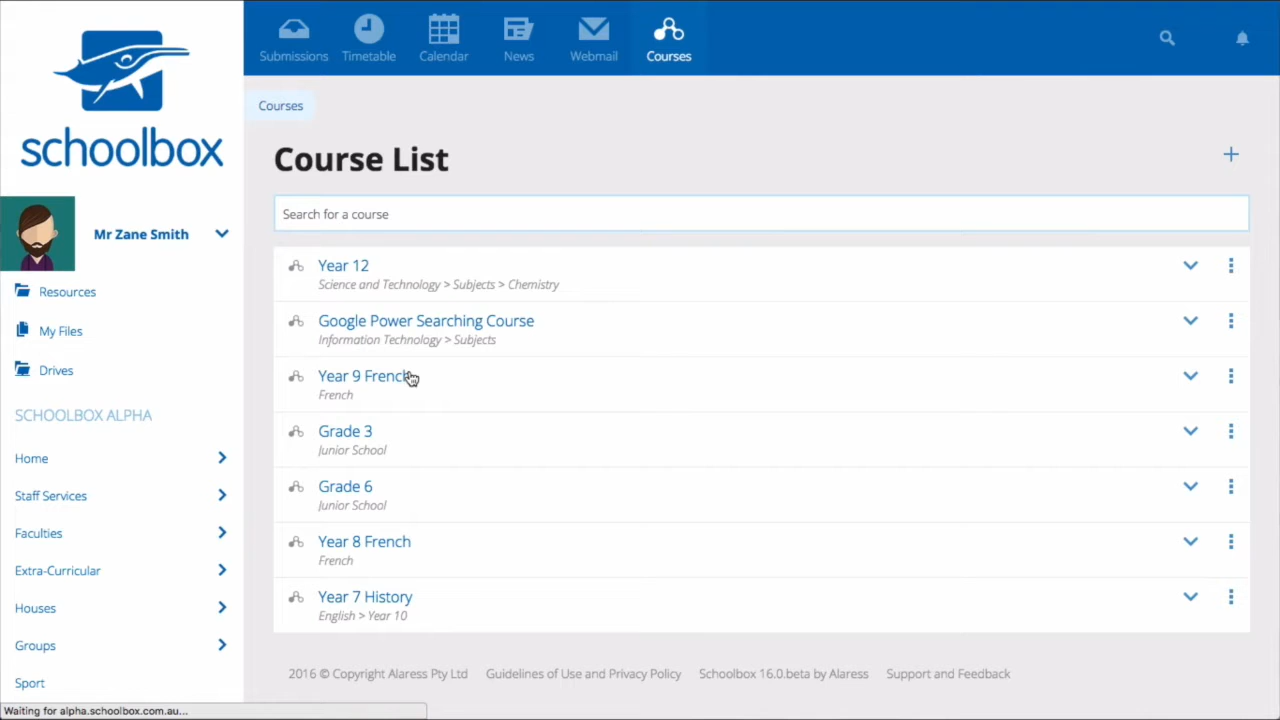 Submissions
Timetable
Calendar
News
Webmail
Courses
schoolbox
Mr Zane Smith
Resources
My Files
Drives
SCHOOLBOX ALPHA
Home
Staff Services
Faculties
Extra-Curricular
Houses
Groups
Sport
Waiting for alpha.schoolbox.com.au...
Courses
Course List
Search for a course
Year 12
Science and Technology > Subjects > Chemistry
Google Power Searching Course
Information Technology > Subjects
Year 9 French
French
Grade 3
Junior School
Grade 6
Junior School
Year 8 French
French
Year 7 History
English > Year 10
2016 © Copyright Alaress Pty Ltd Guidelines of Use and Privacy Policy Schoolbox 16.0.beta by Alaress Support and Feedback